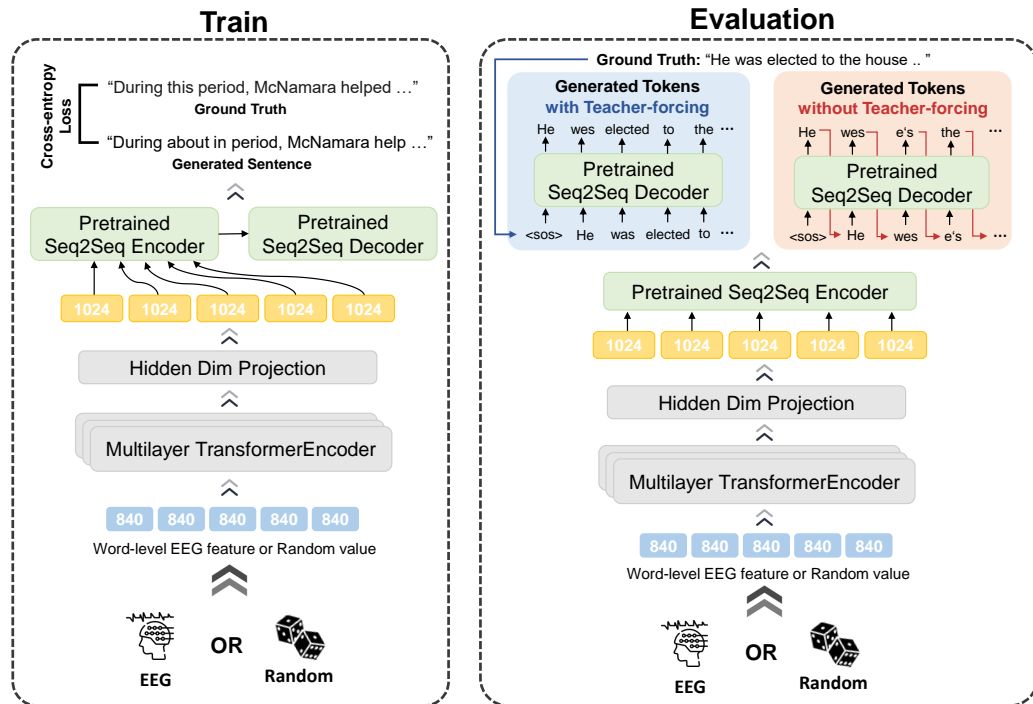 Train
Cross-entropy
Loss
“During this period, McNamara helped …”
Ground Truth
“During about in period, McNamara help …”
Generated Sentence
Pretrained
Seq2Seq Encoder
Pretrained
Seq2Seq Decoder
1024 1024 1024 1024 1024
Hidden Dim Projection
Multilayer TransformerEncoder
840 840 840 840 840
Word-level EEG feature or Random value
OR
EEG
Random
Evaluation
Ground Truth: “He was elected to the house .. ”
Generated Tokens
with Teacher-forcing
He wes elected to the ···
Pretrained
Seq2Seq Decoder
<sos> He was elected to ···
Generated Tokens
without Teacher-forcing
He wes e‘s the ···
Pretrained
Seq2Seq Decoder
<sos> He wes e's ···
Pretrained Seq2Seq Encoder
1024 1024 1024 1024 1024
Hidden Dim Projection
Multilayer TransformerEncoder
840 840 840 840 840
Word-level EEG feature or Random value
OR
EEG
Random